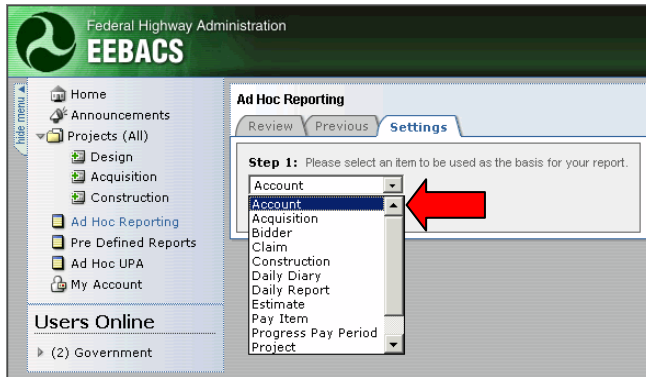 Federal Highway Administration
EEBACS
hide menu
Home
Announcements
Projects (All)
Design
Acquisition
Construction
Ad Hoc Reporting
Pre Defined Reports
Ad Hoc UPA
My Account
Users Online
(2) Government
Ad Hoc Reporting
Review Previous Settings
Step 1: Please select an item to be used as the basis for your report.
Account
Account
Acquisition
Bidder
Claim
Construction
Daily Diary
Daily Report
Estimate
Pay Item
Progress Pay Period
Project